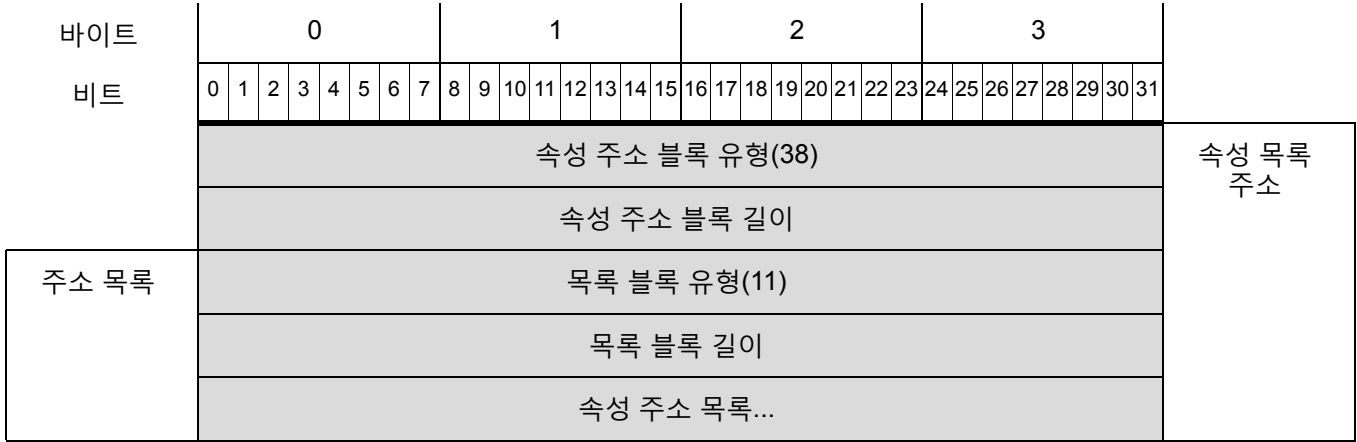 바이트 0 1 2 3
비트 0 1 2 3 4 5 6 7 8 9 10 11 12 13 14 15 16 17 18 19 20 21 22 23 24 25 26 27 28 29 30 31
속성 주소 블록 유형(38) 속성 목록
주소
속성 주소 블록 길이
주소 목록 목록 블록 유형(11)
목록 블록 길이
속성 주소 목록...